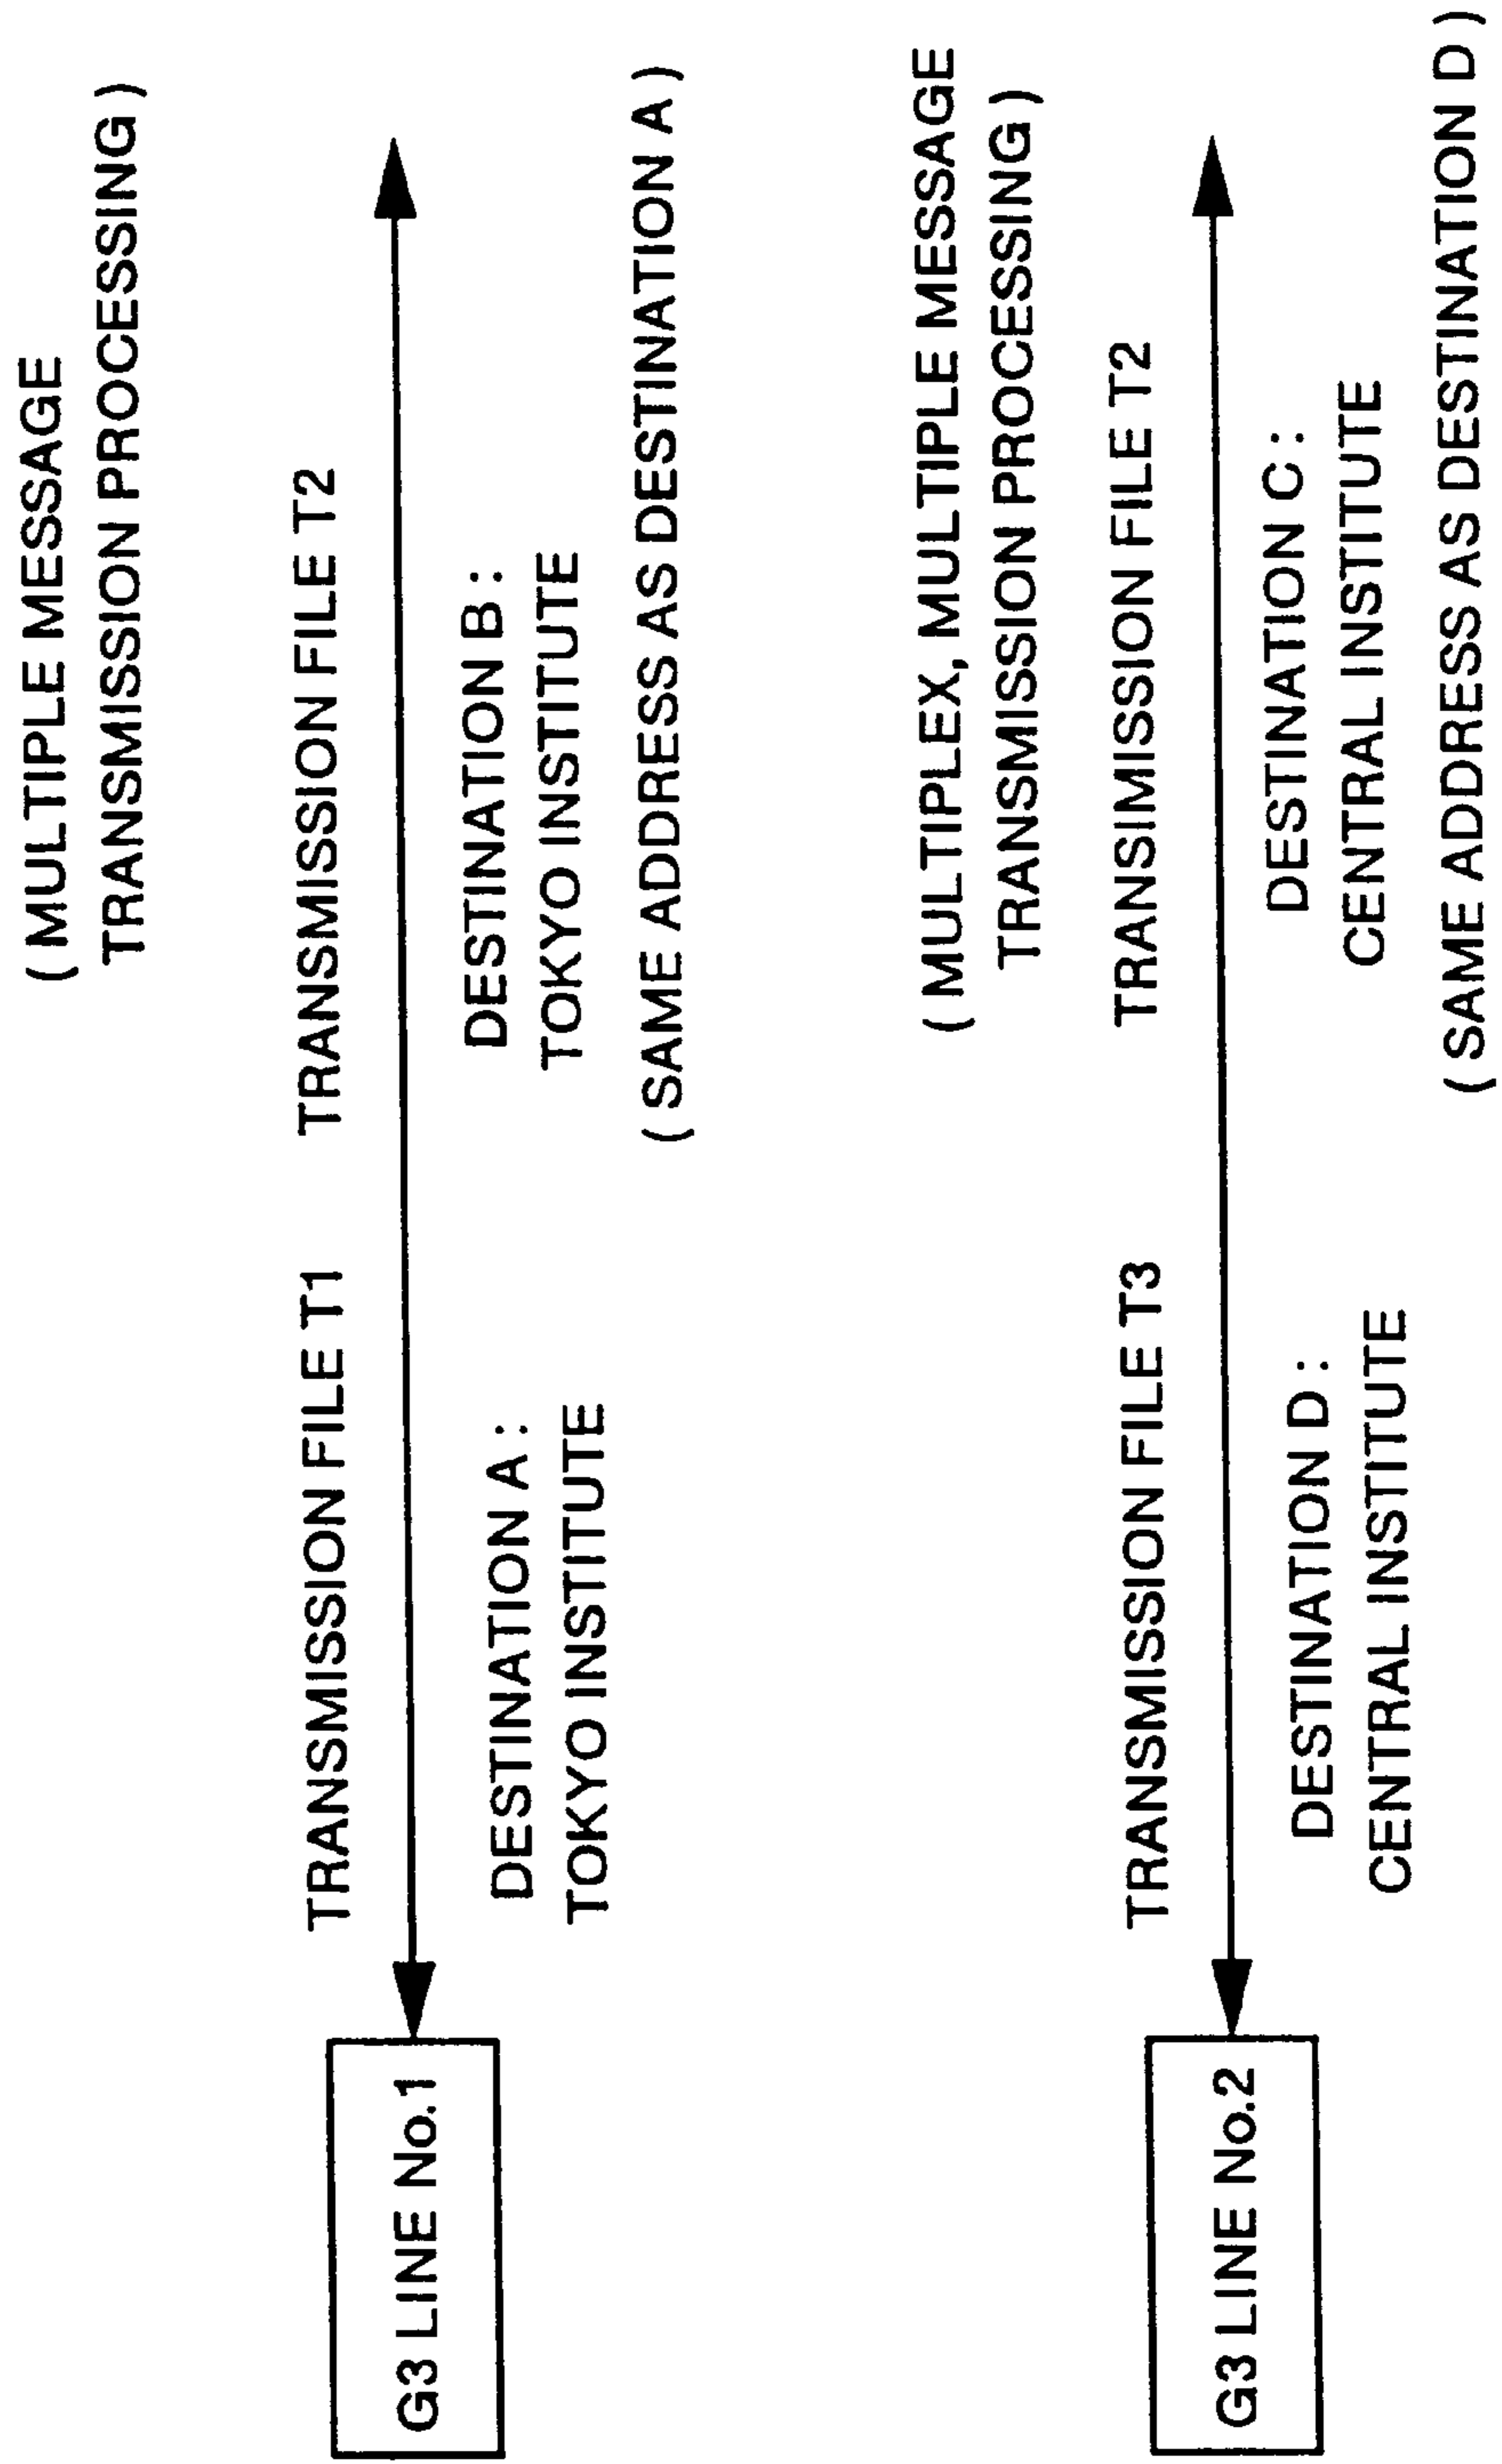 ( MULTIPLE MESSAGE
TRANSMISSION PROCESSING )
TRANSMISSION FILE T1
TRANSMISSION FILE T2
G3 LINE No.1
DESTINATION A :
TOKYO INSTITUTE
DESTINATION B :
TOKYO INSTITUTE
( SAME ADDRESS AS DESTINATION A )
( MULTIPLEX, MULTIPLE MESSAGE
TRANSMISSION PROCESSING )
TRANSMISSION FILE T3
TRANSIMISSION FILE T2
G3 LINE No.2
DESTINATION D :
CENTRAL INSTITUTE
DESTINATION C :
CENTRAL INSTITUTE
( SAME ADDRESS AS DESTINATION D )